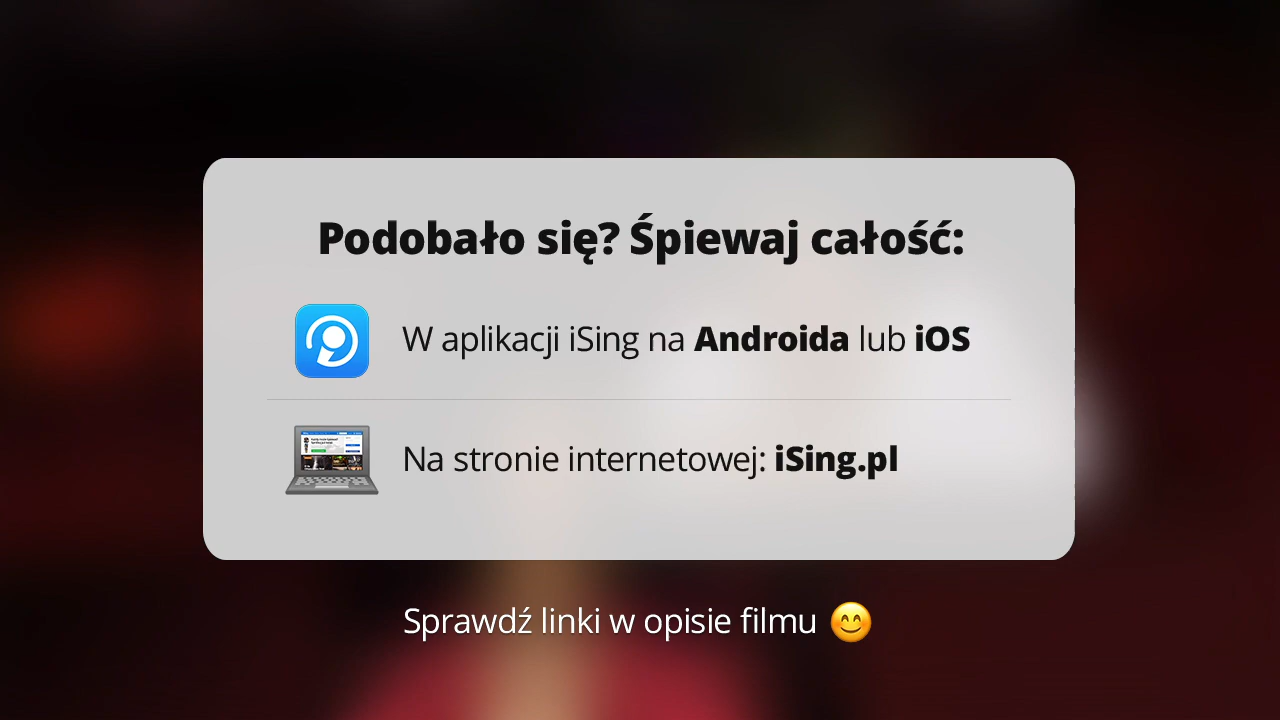 Podobało się? Śpiewaj całość:
W aplikacji iSing na Androida lub iOS
Na stronie internetowej: iSing.pl
Sprawdź linki w opisie filmu 😊